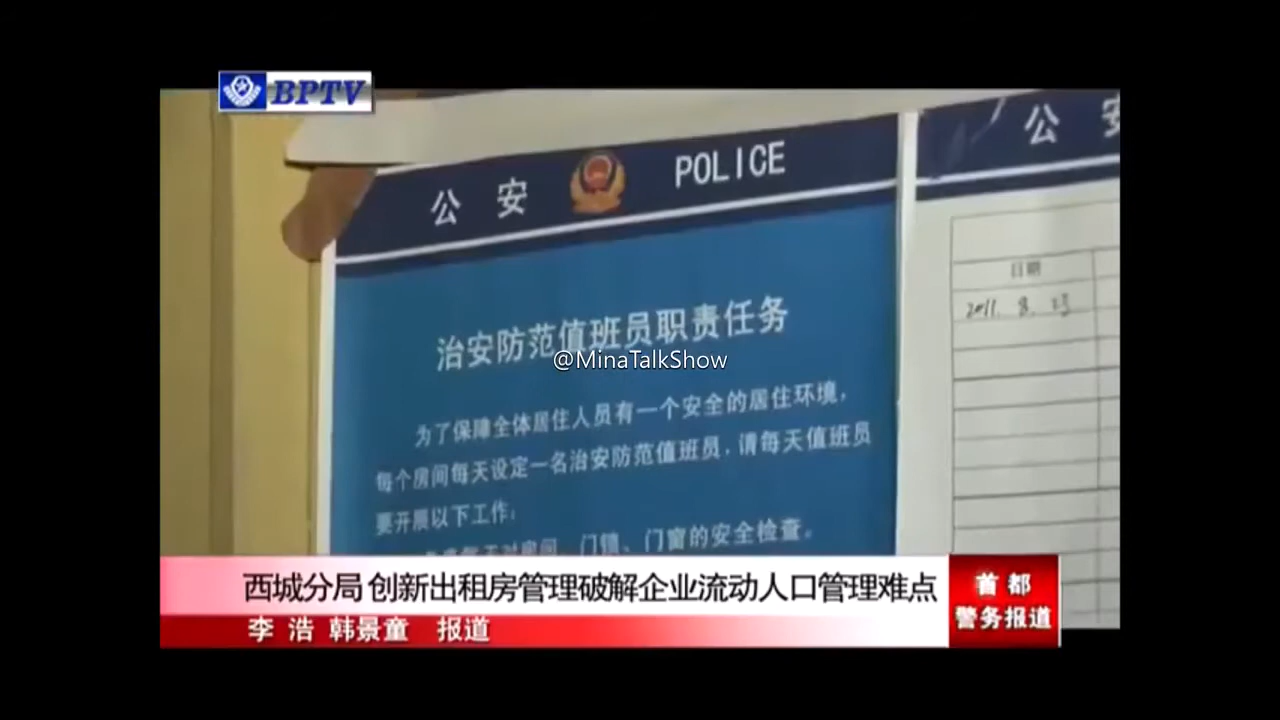 BPTV
公安 POLICE
公安
治安防范值班员职责任务
@MinaTalkShow
为了保障全体居住人员有一个安全的居住环境，
每个房间每天设定一名治安防范值班员，请每天值班员
要开展以下工作：
对房间、门锁、门窗的安全检查。
日期
2011. 8.
西城分局 创新出租房管理破解企业流动人口管理难点
李 浩 韩景童 报道
首都
警务报道